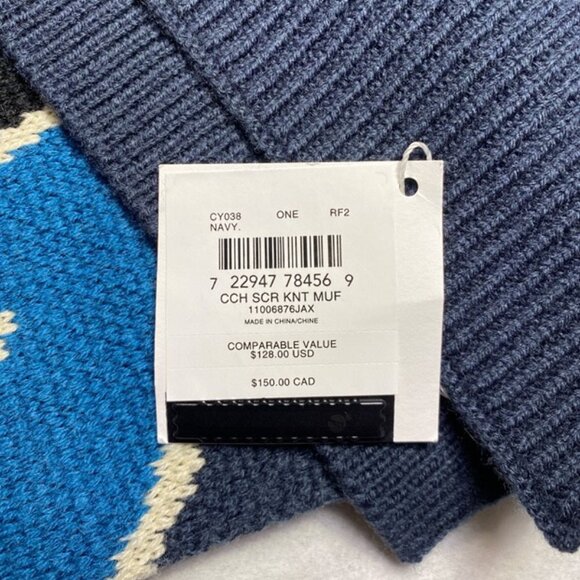 CY038 ONE RF2
NAVY.
7 22947 78456 9
CCH SCR KNT MUF
11006876JAX
MADE IN CHINA/CHINE
COMPARABLE VALUE
$128.00 USD
$150.00 CAD